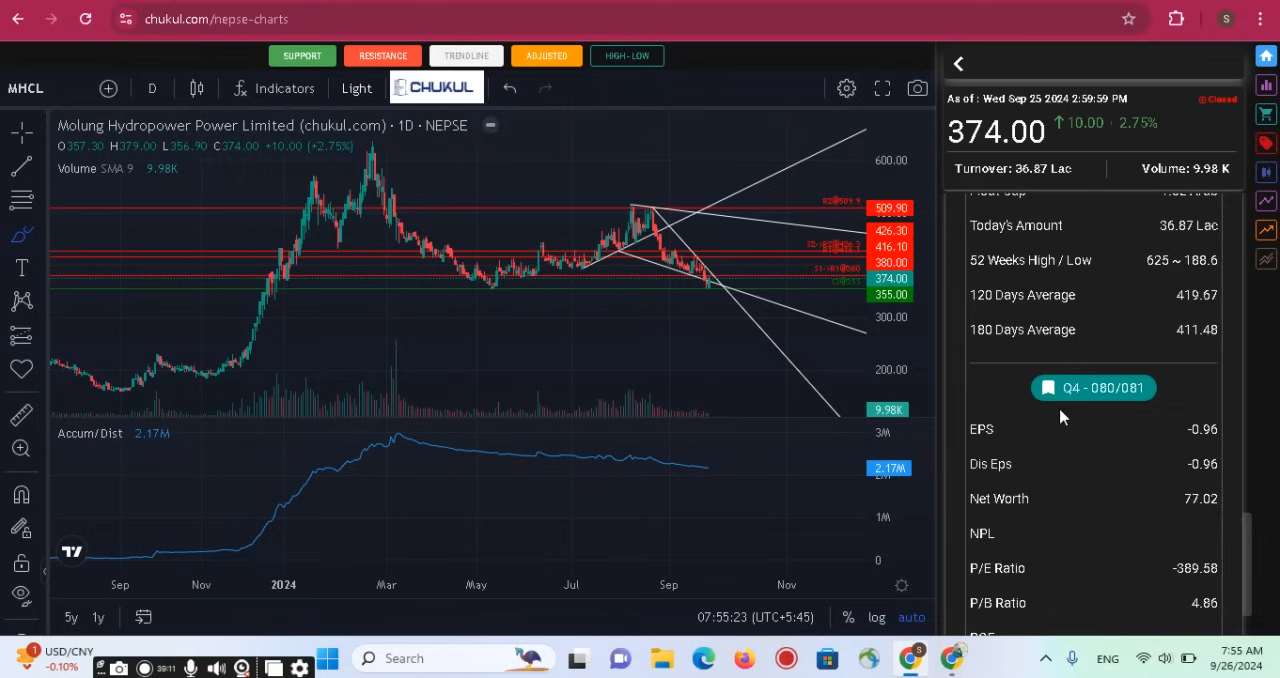 chukul.com/nepse-charts
S
SUPPORT RESISTANCE TRENDLINE ADJUSTED HIGH-LOW
MHCL D Indicators Light CHUKUL
Molung Hydropower Power Limited (chukul.com) · 1D · NEPSE
O357.30 H379.00 L356.90 C374.00 +10.00 (+2.75%)
Volume SMA 9 9.98K
600.00
R2@509.9
509.90
426.30
416.10
380.00
374.00
355.00
300.00
200.00
9.98K
Accum/Dist 2.17M
3M
2.17M
1M
0
Sep Nov 2024 Mar May Jul Sep Nov
5y 1y 07:55:23 (UTC+5:45) % log auto
As of : Wed Sep 25 2024 2:59:59 PM Closed
374.00 ↑10.00 2.75%
Turnover: 36.87 Lac Volume: 9.98 K
Today's Amount 36.87 Lac
52 Weeks High / Low 625 ~ 188.6
120 Days Average 419.67
180 Days Average 411.48
Q4 - 080/081
EPS -0.96
Dis Eps -0.96
Net Worth 77.02
NPL
P/E Ratio -389.58
P/B Ratio 4.86
1
USD/CNY
-0.10%
39:11
Search
S
ENG
7:55 AM
9/26/2024